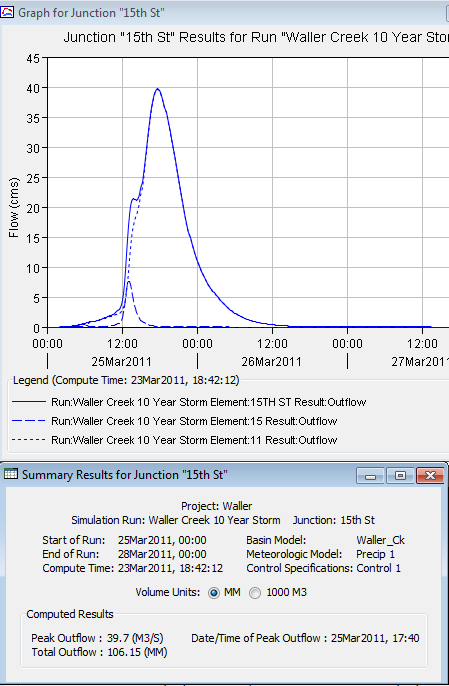 Graph for Junction "15th St"
Junction "15th St" Results for Run "Waller Creek 10 Year Stor
45
40
35
30
25
20
15
10
5
0
Flow (cms)
00:00 12:00 00:00 12:00 00:00 12:00
25Mar2011 26Mar2011 27Mar2011
Legend (Compute Time: 23Mar2011, 18:42:12)
Run:Waller Creek 10 Year Storm Element:15TH ST Result:Outflow
Run:Waller Creek 10 Year Storm Element:15 Result:Outflow
Run:Waller Creek 10 Year Storm Element:11 Result:Outflow
Summary Results for Junction "15th St"
Project: Waller
Simulation Run: Waller Creek 10 Year Storm Junction: 15th St
Start of Run: 25Mar2011, 00:00 Basin Model: Waller_Ck
End of Run: 28Mar2011, 00:00 Meteorologic Model: Precip 1
Compute Time: 23Mar2011, 18:42:12 Control Specifications: Control 1
Volume Units: MM 1000 M3
Computed Results
Peak Outflow : 39.7 (M3/S) Date/Time of Peak Outflow : 25Mar2011, 17:40
Total Outflow : 106.15 (MM)